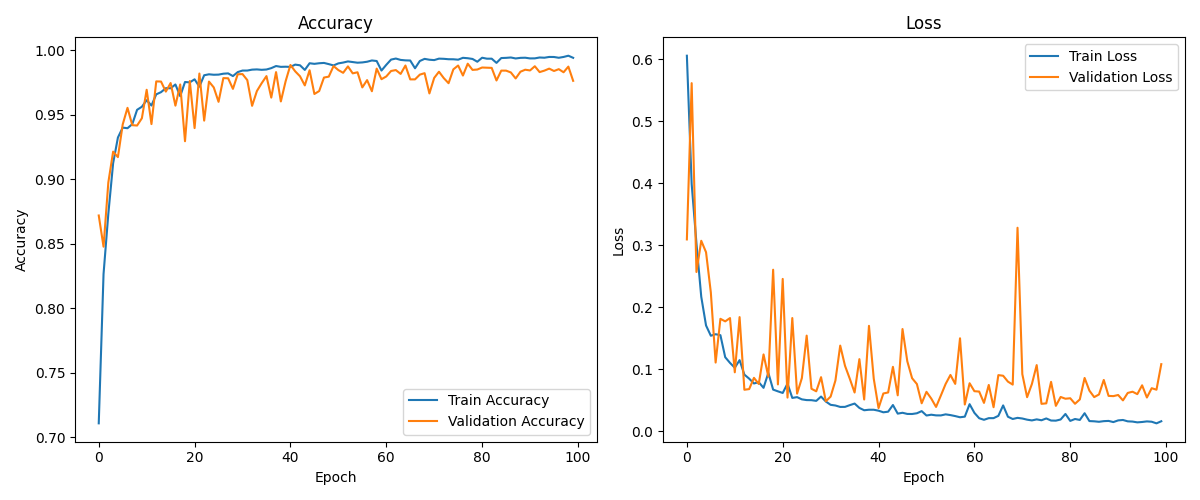 Accuracy
1.00
0.95
0.90
0.85
0.80
0.75
0.70
Accuracy
0
20
40
60
80
100
Epoch
Train Accuracy
Validation Accuracy
Loss
0.6
0.5
0.4
0.3
0.2
0.1
0.0
Loss
0
20
40
60
80
100
Epoch
Train Loss
Validation Loss